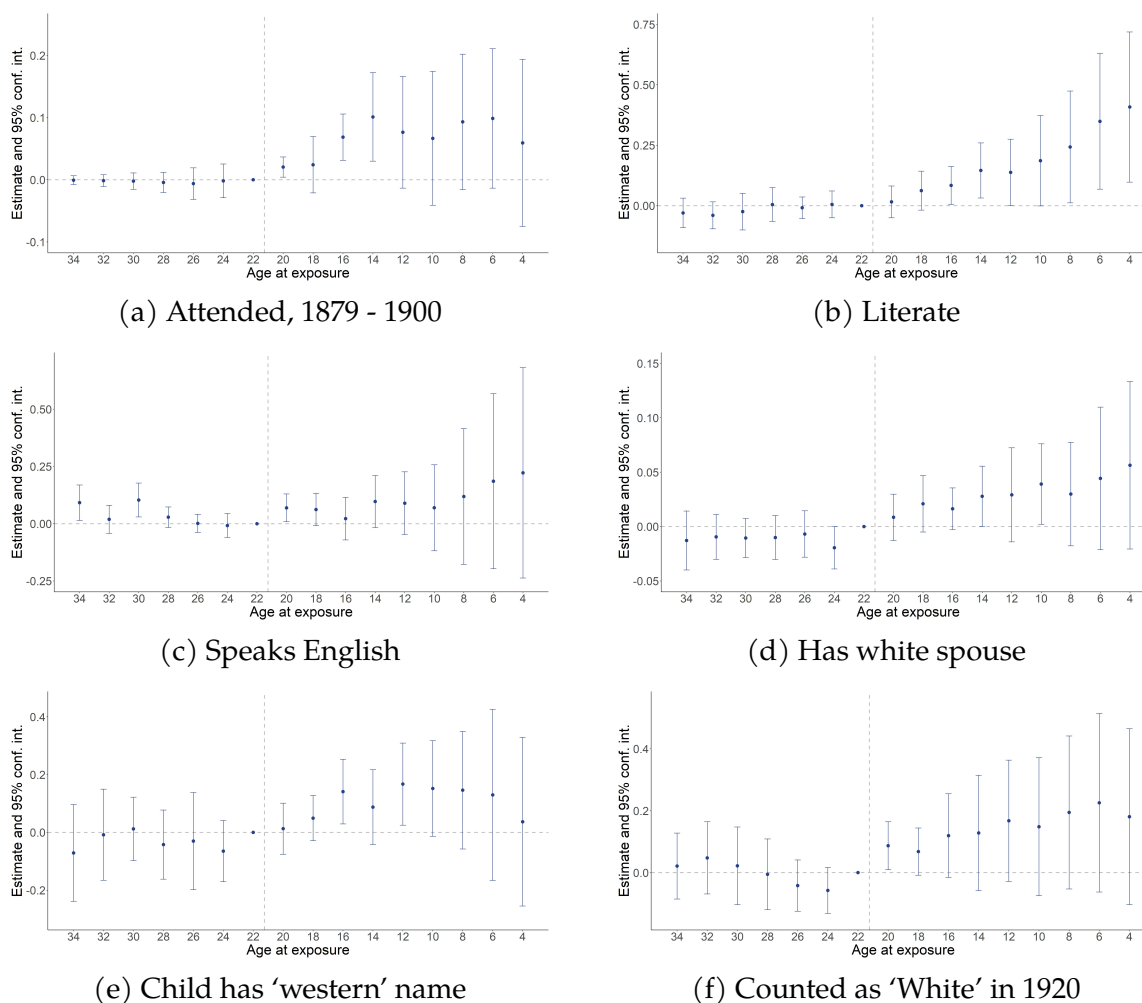 Estimate and 95% conf. int.
0.2
0.1
0.0
-0.1
34 32 30 28 26 24 22 20 18 16 14 12 10 8 6 4
Age at exposure
(a) Attended, 1879 - 1900
Estimate and 95% conf. int.
0.75
0.50
0.25
0.00
34 32 30 28 26 24 22 20 18 16 14 12 10 8 6 4
Age at exposure
(b) Literate
Estimate and 95% conf. int.
0.50
0.25
0.00
-0.25
34 32 30 28 26 24 22 20 18 16 14 12 10 8 6 4
Age at exposure
(c) Speaks English
Estimate and 95% conf. int.
0.15
0.10
0.05
0.00
-0.05
34 32 30 28 26 24 22 20 18 16 14 12 10 8 6 4
Age at exposure
(d) Has white spouse
Estimate and 95% conf. int.
0.4
0.2
0.0
-0.2
34 32 30 28 26 24 22 20 18 16 14 12 10 8 6 4
Age at exposure
(e) Child has ‘western’ name
Estimate and 95% conf. int.
0.4
0.2
0.0
34 32 30 28 26 24 22 20 18 16 14 12 10 8 6 4
Age at exposure
(f) Counted as ‘White’ in 1920